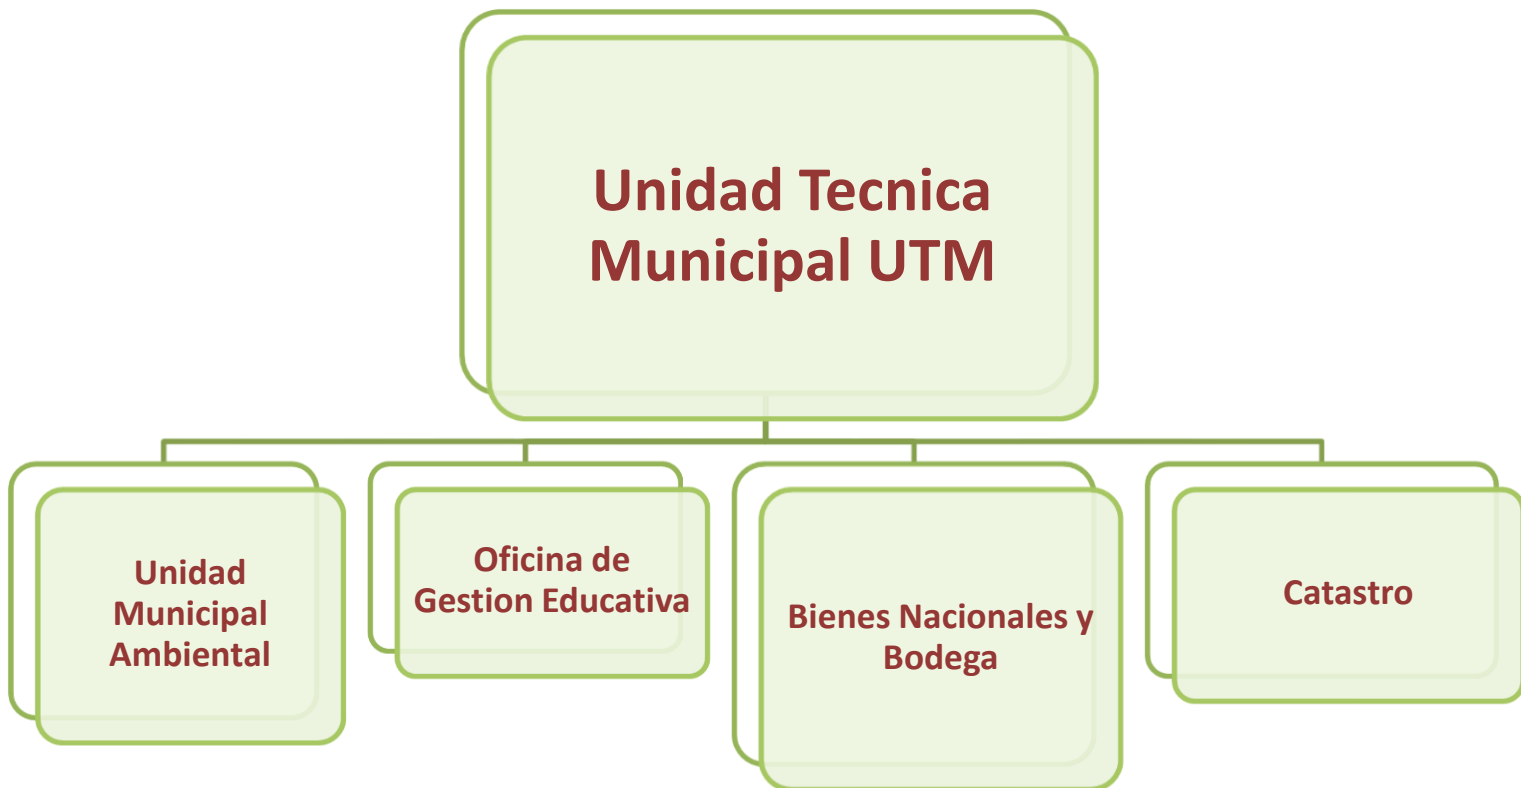 Unidad Tecnica
Municipal UTM
Unidad
Municipal
Ambiental
Oficina de
Gestion Educativa
Bienes Nacionales y
Bodega
Catastro